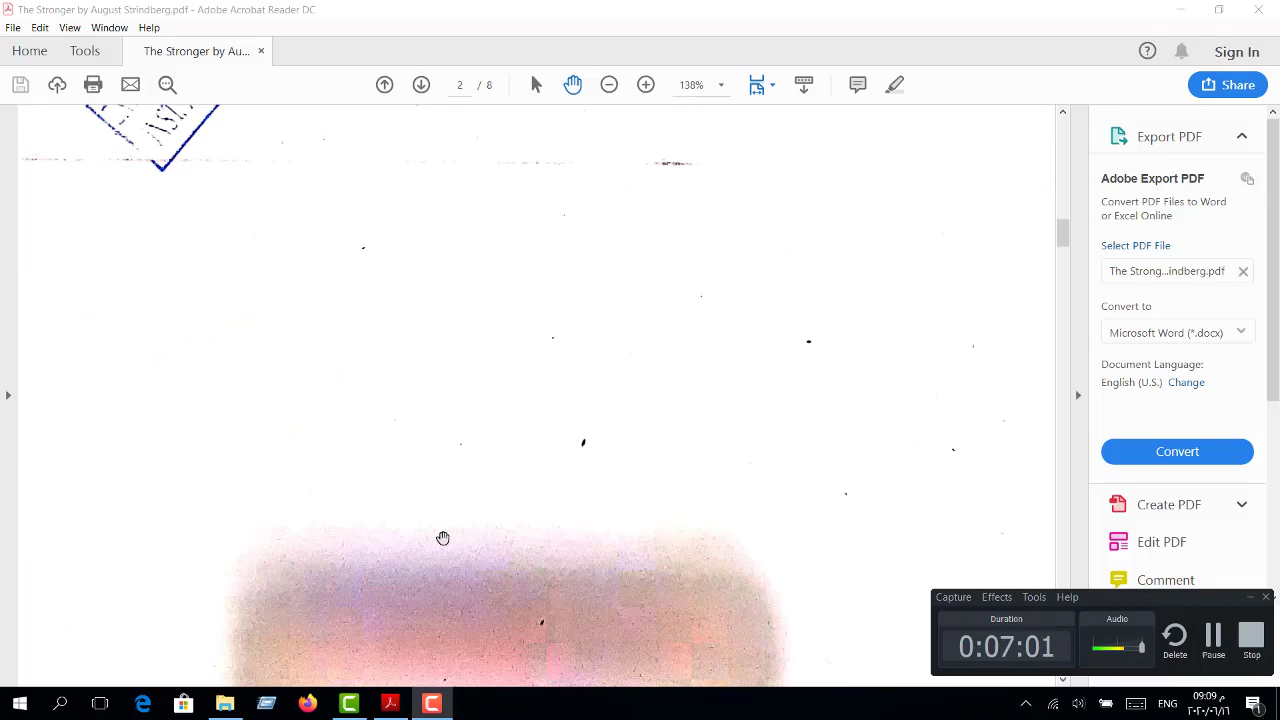 The Stronger by August Strindberg.pdf - Adobe Acrobat Reader DC
File Edit View Window Help
Home Tools The Stronger by Au... ×
Sign In
2 / 8 138% Share
Export PDF
Adobe Export PDF
Convert PDF Files to Word
or Excel Online
Select PDF File
The Strong...indberg.pdf
Convert to
Microsoft Word (*.docx)
Document Language:
English (U.S.) Change
Convert
Create PDF
Edit PDF
Comment
Capture Effects Tools Help
Duration Audio
0:07:01
Delete Pause Stop
ENG
م 09:09
٢٠٢٠/٠٦/١٦